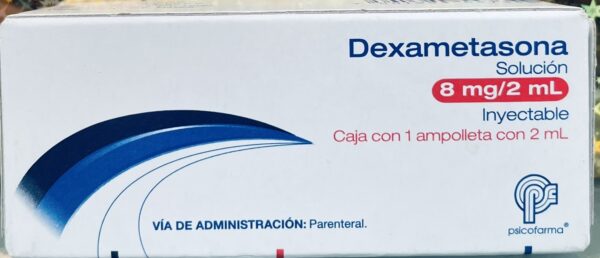 Dexametasona
Solución
8 mg/2 mL
Inyectable
Caja con 1 ampolleta con 2 mL
VÍA DE ADMINISTRACIÓN: Parenteral.
psicofarma®